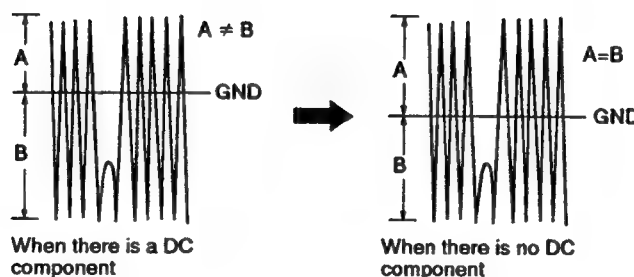 A ≠ B
A
GND
B
When there is a DC
component
A=B
A
GND
B
When there is no DC
component